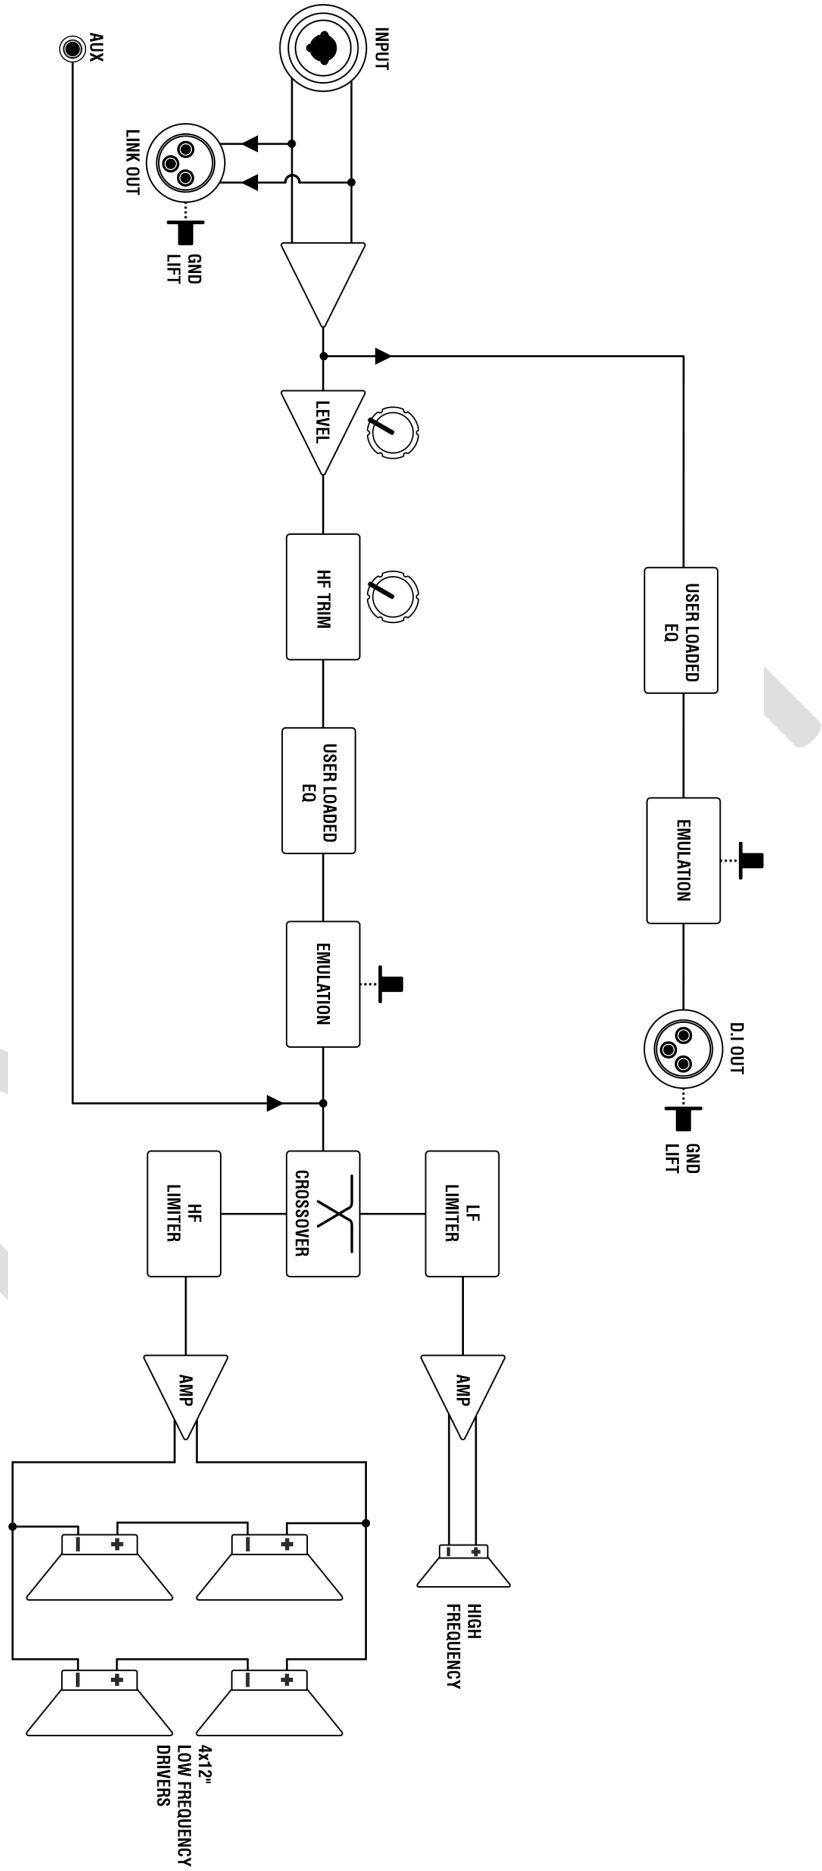 INPUT
AUX
LINK OUT
GND
LIFT
LEVEL
HF TRIM
USER LOADED
EQ
EMULATION
USER LOADED
EQ
EMULATION
D.I OUT
GND
LIFT
LF
LIMITER
CROSSOVER
HF
LIMITER
AMP
AMP
+
−
HIGH
FREQUENCY
+
−
+
−
+
−
+
−
4x12"
LOW FREQUENCY
DRIVERS